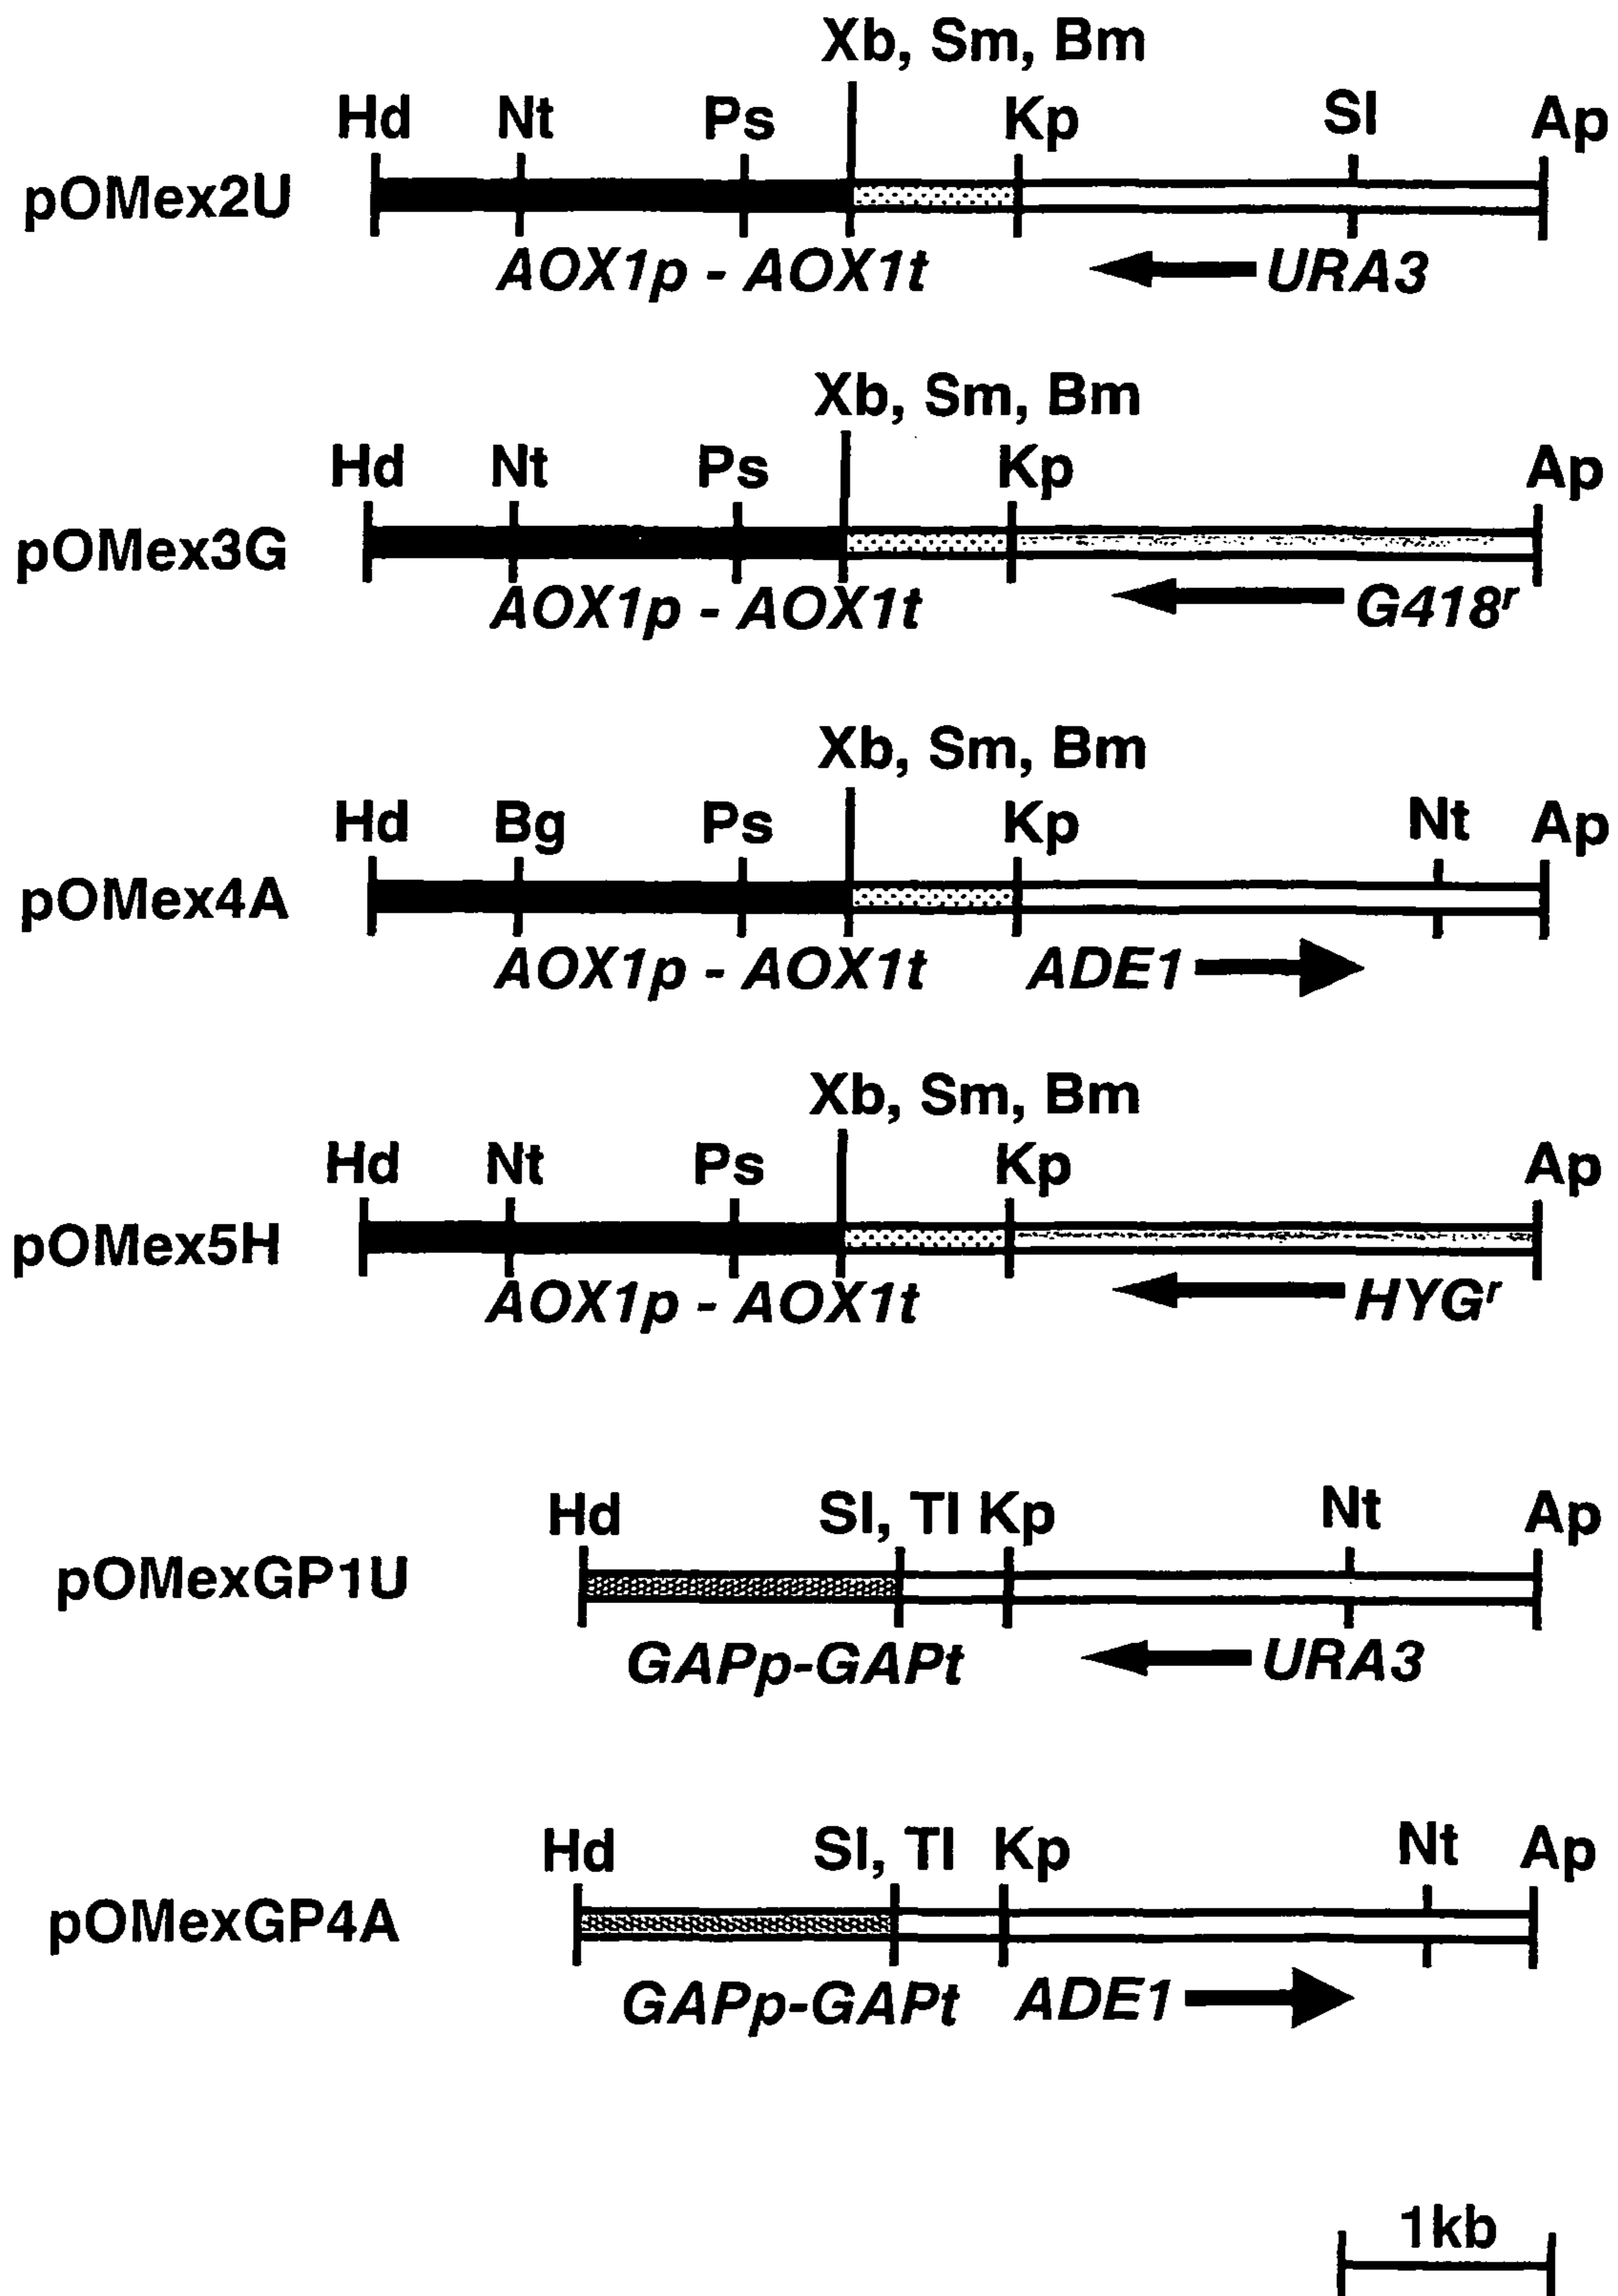 Xb, Sm, Bm
Hd Nt Ps Kp Sl Ap
pOMex2U
AOX1p - AOX1t URA3
Xb, Sm, Bm
Hd Nt Ps Kp Ap
pOMex3G
AOX1p - AOX1t G418r
Xb, Sm, Bm
Hd Bg Ps Kp Nt Ap
pOMex4A
AOX1p - AOX1t ADE1
Xb, Sm, Bm
Hd Nt Ps Kp Ap
pOMex5H
AOX1p - AOX1t HYGr
Hd Sl, Tl Kp Nt Ap
pOMexGP1U
GAPp-GAPt URA3
Hd Sl, Tl Kp Nt Ap
pOMexGP4A
GAPp-GAPt ADE1
1kb